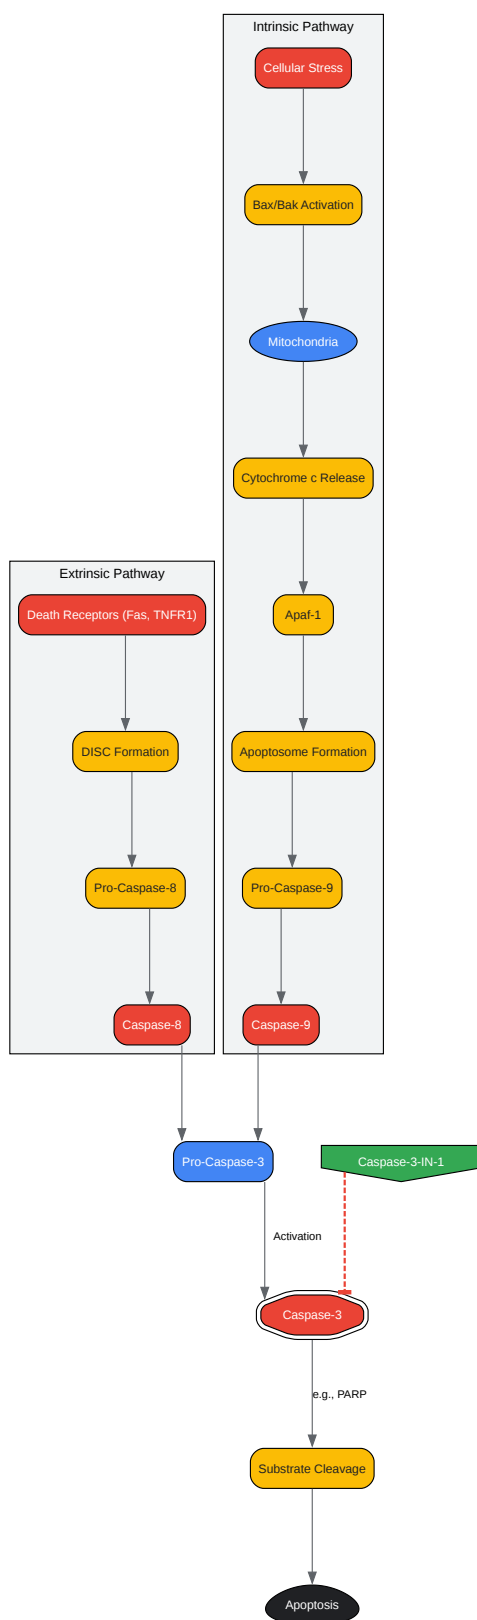 Intrinsic Pathway
Cellular Stress
Bax/Bak Activation
Mitochondria
Cytochrome c Release
Extrinsic Pathway
Death Receptors (Fas, TNFR1)
Apaf-1
DISC Formation
Apoptosome Formation
Pro-Caspase-8
Pro-Caspase-9
Caspase-8
Caspase-9
Pro-Caspase-3
Caspase-3-IN-1
Activation
Caspase-3
e.g., PARP
Substrate Cleavage
Apoptosis